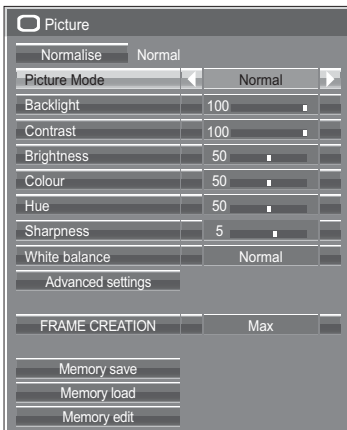 Picture
Normalise Normal
Picture Mode Normal
Backlight 100
Contrast 100
Brightness 50
Colour 50
Hue 50
Sharpness 5
White balance Normal
Advanced settings
FRAME CREATION Max
Memory save
Memory load
Memory edit